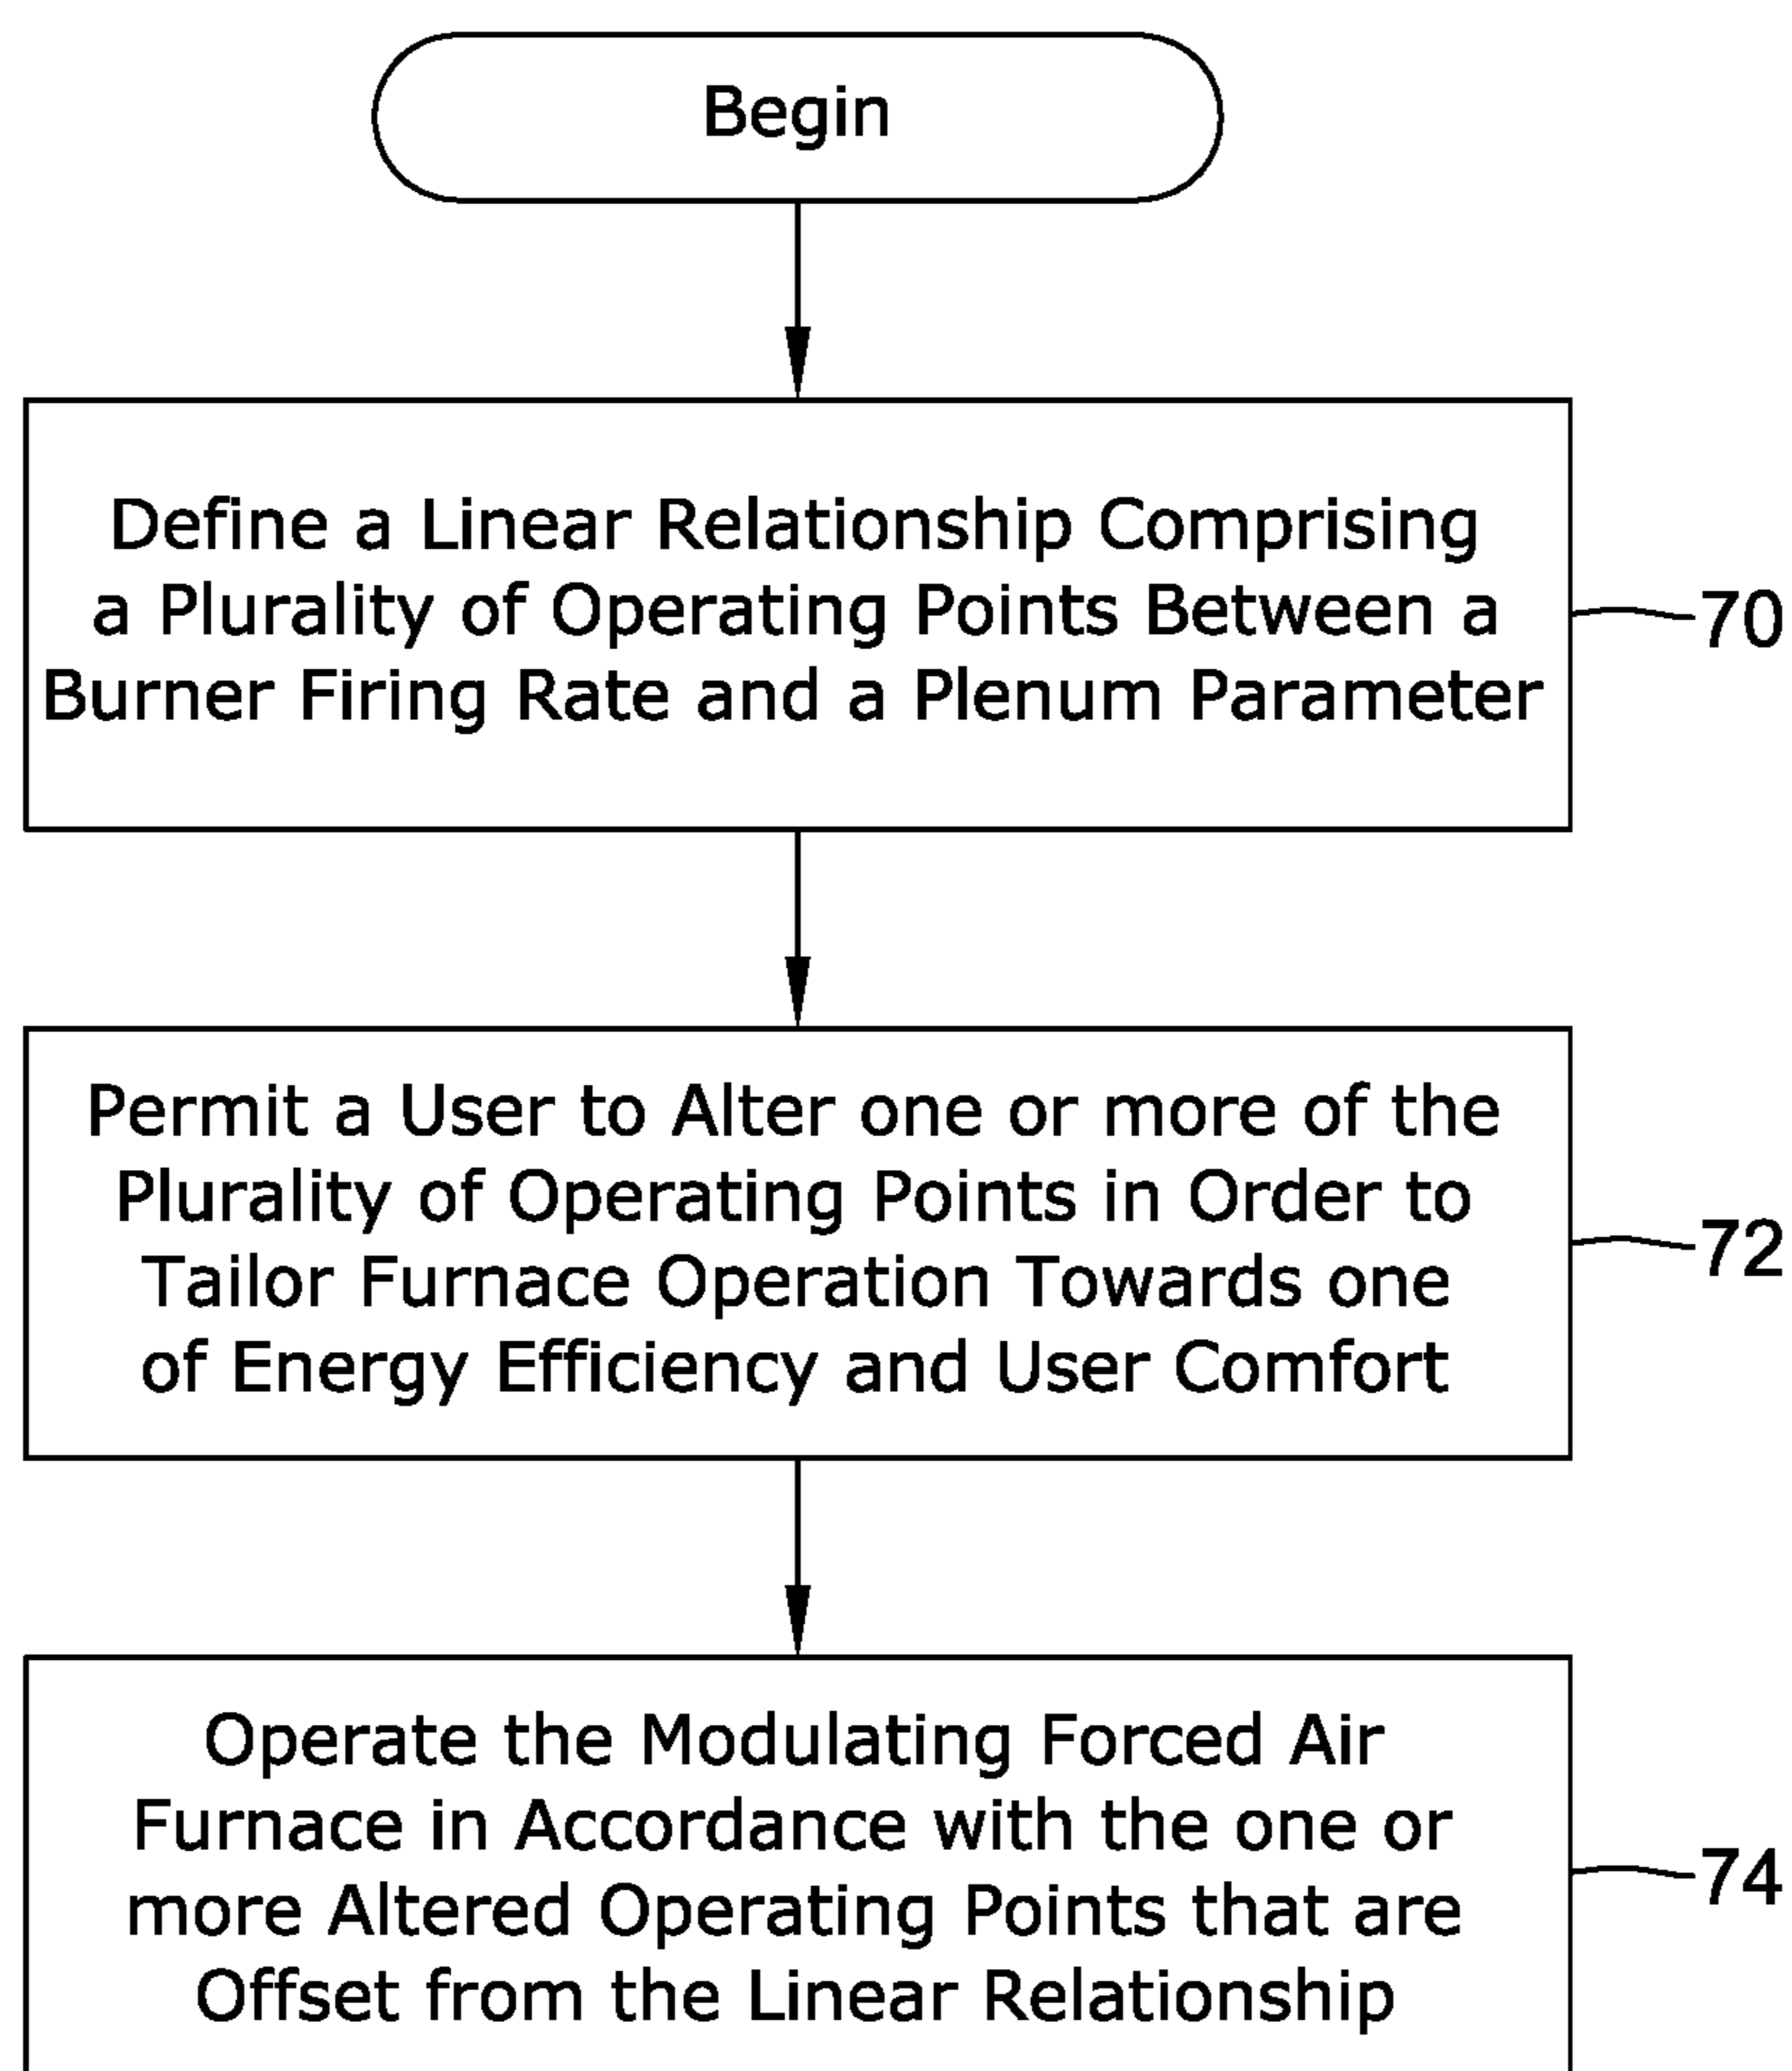 Begin
Define a Linear Relationship Comprising
a Plurality of Operating Points Between a
Burner Firing Rate and a Plenum Parameter
70
Permit a User to Alter one or more of the
Plurality of Operating Points in Order to
Tailor Furnace Operation Towards one
of Energy Efficiency and User Comfort
72
Operate the Modulating Forced Air
Furnace in Accordance with the one or
more Altered Operating Points that are
Offset from the Linear Relationship
74